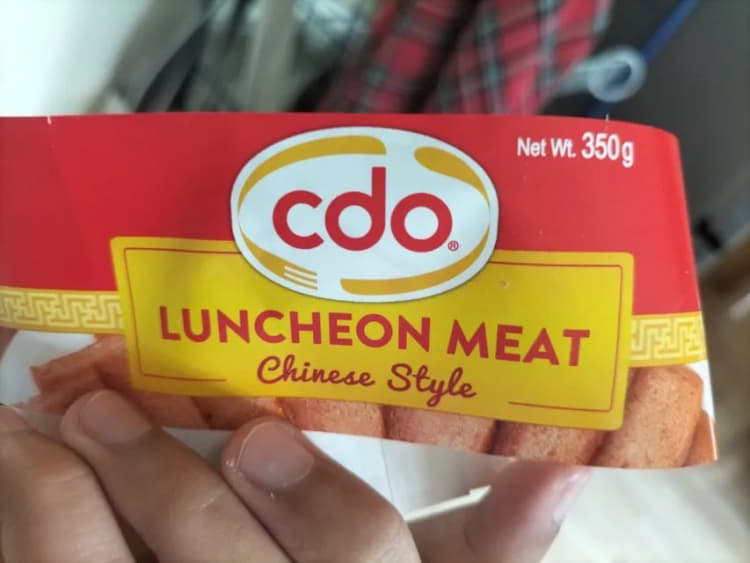 Net Wt. 350g
cdo®
LUNCHEON MEAT
Chinese Style